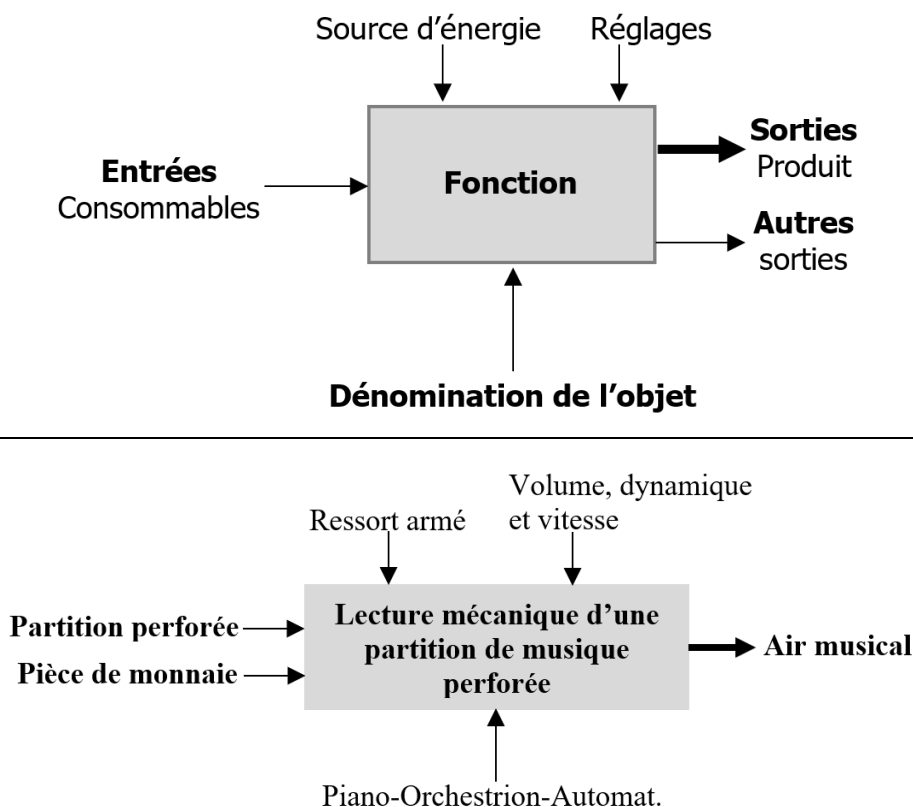 Source d’énergie
Réglages
Entrées
Consommables
Fonction
Sorties
Produit
Autres
sorties
Dénomination de l’objet
Ressort armé
Volume, dynamique
et vitesse
Partition perforée
Pièce de monnaie
Lecture mécanique d’une
partition de musique
perforée
Air musical
Piano-Orchestrion-Automat.